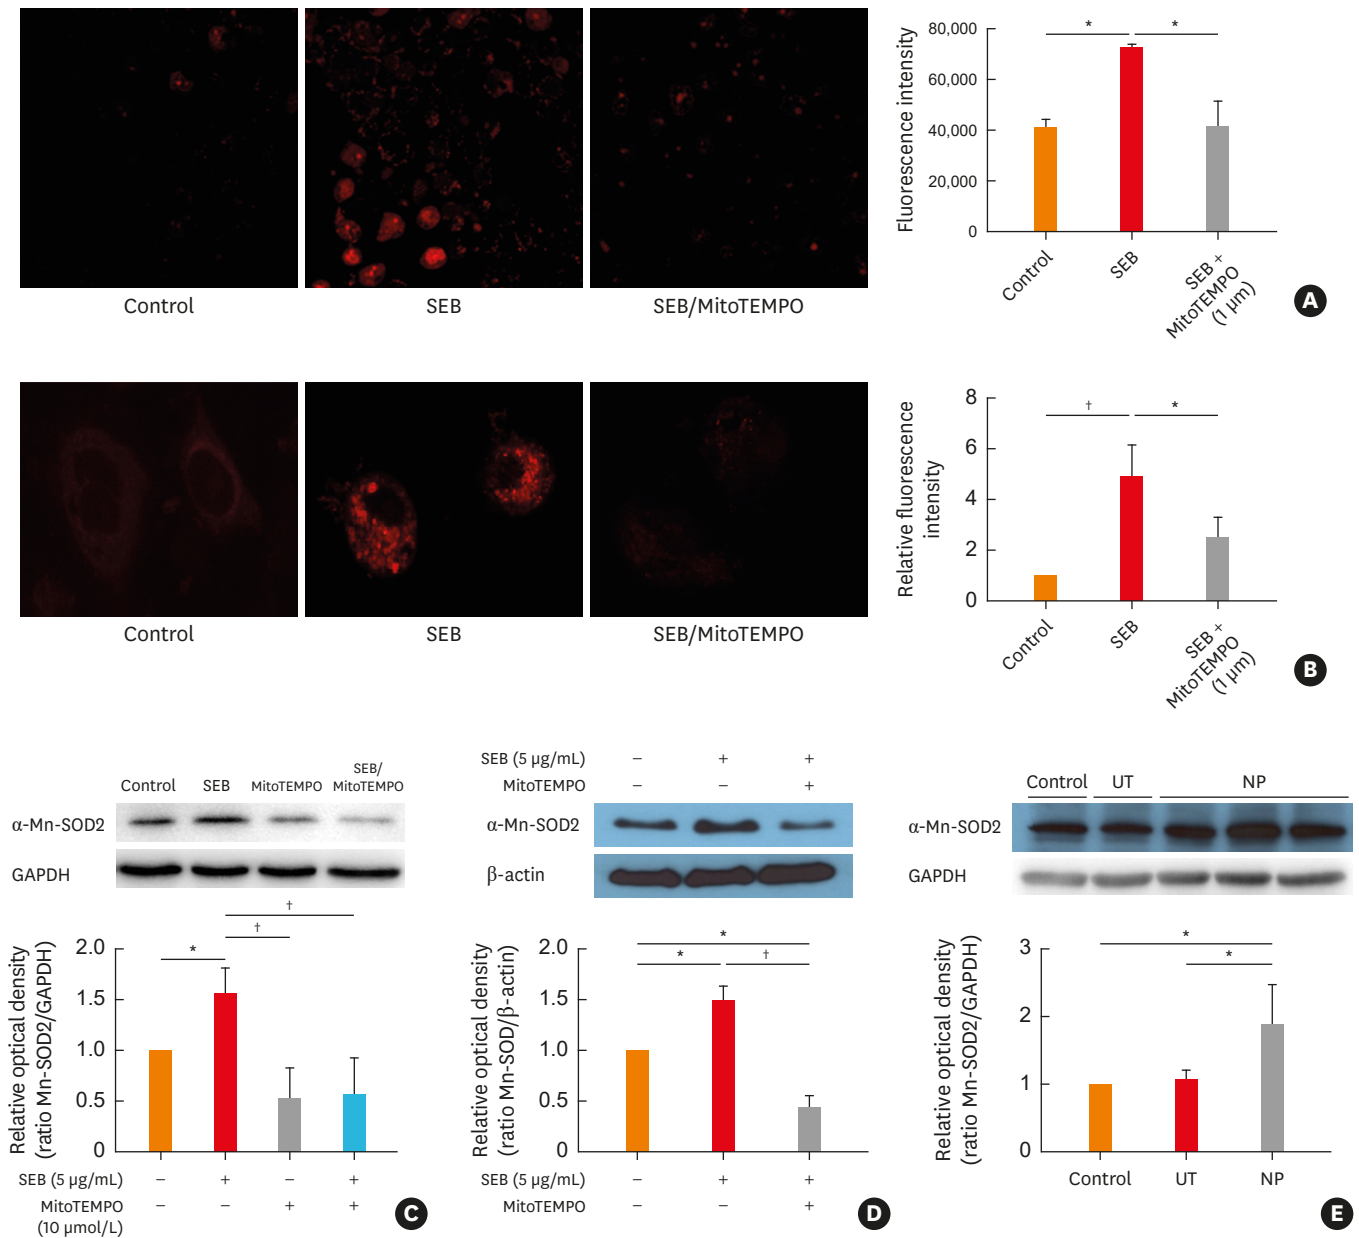 Control
SEB
SEB/MitoTEMPO
Fluorescence intensity
80,000
60,000
40,000
20,000
0
*
*
Control
SEB
SEB +
MitoTEMPO
(1 μm)
A
Control
SEB
SEB/MitoTEMPO
Relative fluorescence
intensity
8
6
4
2
0
†
*
Control
SEB
SEB +
MitoTEMPO
(1 μm)
B
Control
SEB
MitoTEMPO
SEB/
MitoTEMPO
α-Mn-SOD2
GAPDH
Relative optical density
(ratio Mn-SOD2/GAPDH)
2.0
1.5
1.0
0.5
0
*
†
†
SEB (5 μg/mL) − + − +
MitoTEMPO − − + +
(10 μmol/L)
C
SEB (5 μg/mL) − + +
MitoTEMPO − − +
α-Mn-SOD2
β-actin
Relative optical density
(ratio Mn-SOD/β-actin)
2.0
1.5
1.0
0.5
0
*
*
†
SEB (5 μg/mL) − + +
MitoTEMPO − − +
D
Control
UT
NP
α-Mn-SOD2
GAPDH
Relative optical density
(ratio Mn-SOD2/GAPDH)
3
2
1
0
*
*
Control
UT
NP
E